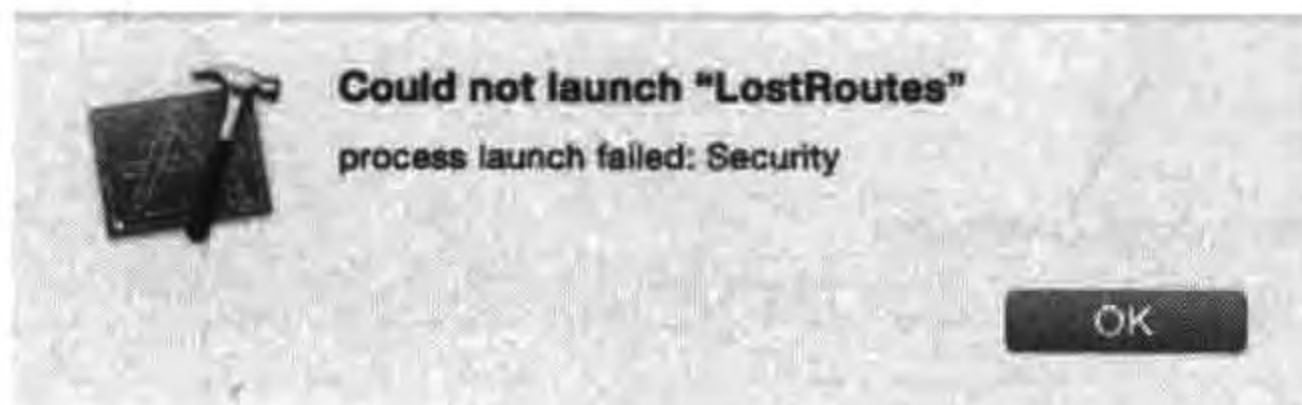 Could not launch “LostRoutes”
process launch failed: Security
OK